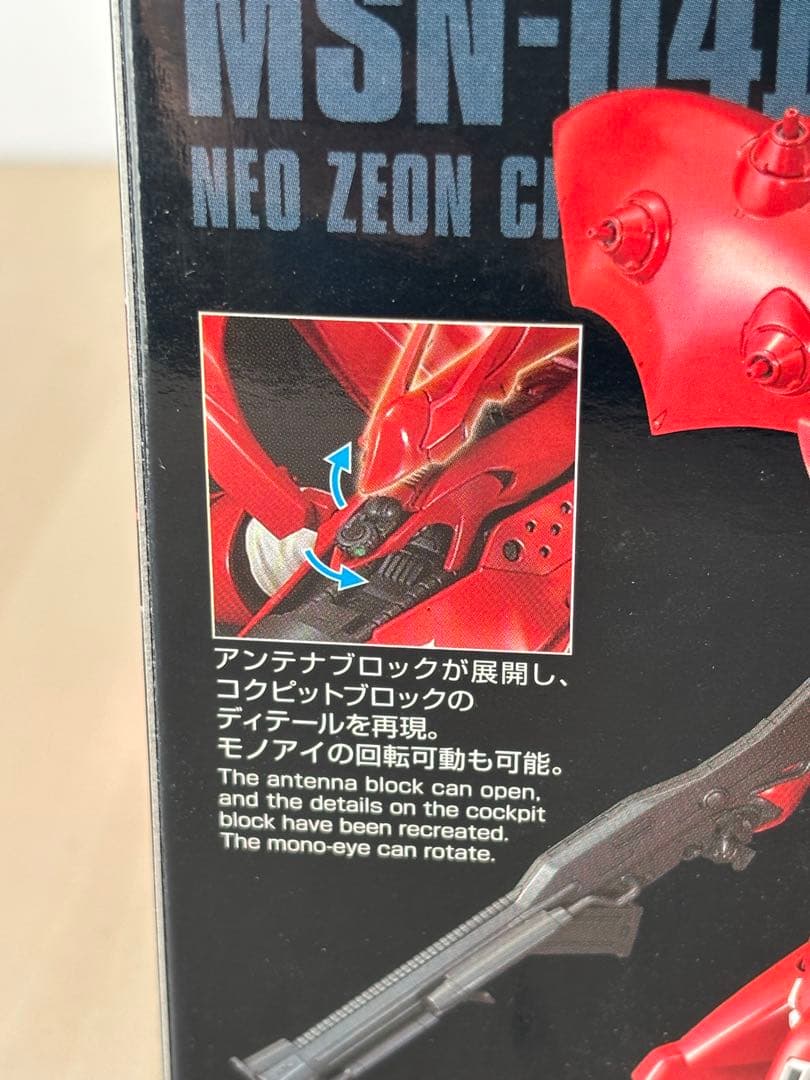 MSN-04
NEO ZEON
アンテナブロックが展開し、
コクピットブロックの
ディテールを再現。
モノアイの回転可動も可能。
The antenna block can open,
and the details on the cockpit
block have been recreated.
The mono-eye can rotate.